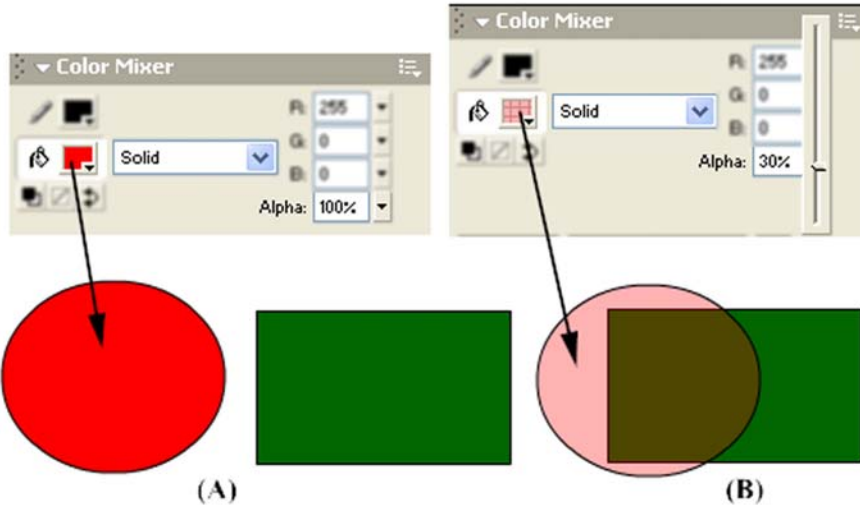 Color Mixer
R: 255
G: 0
Solid
B: 0
Alpha: 100%
Color Mixer
R: 255
G: 0
Solid
B: 0
Alpha: 30%
(A)
(B)